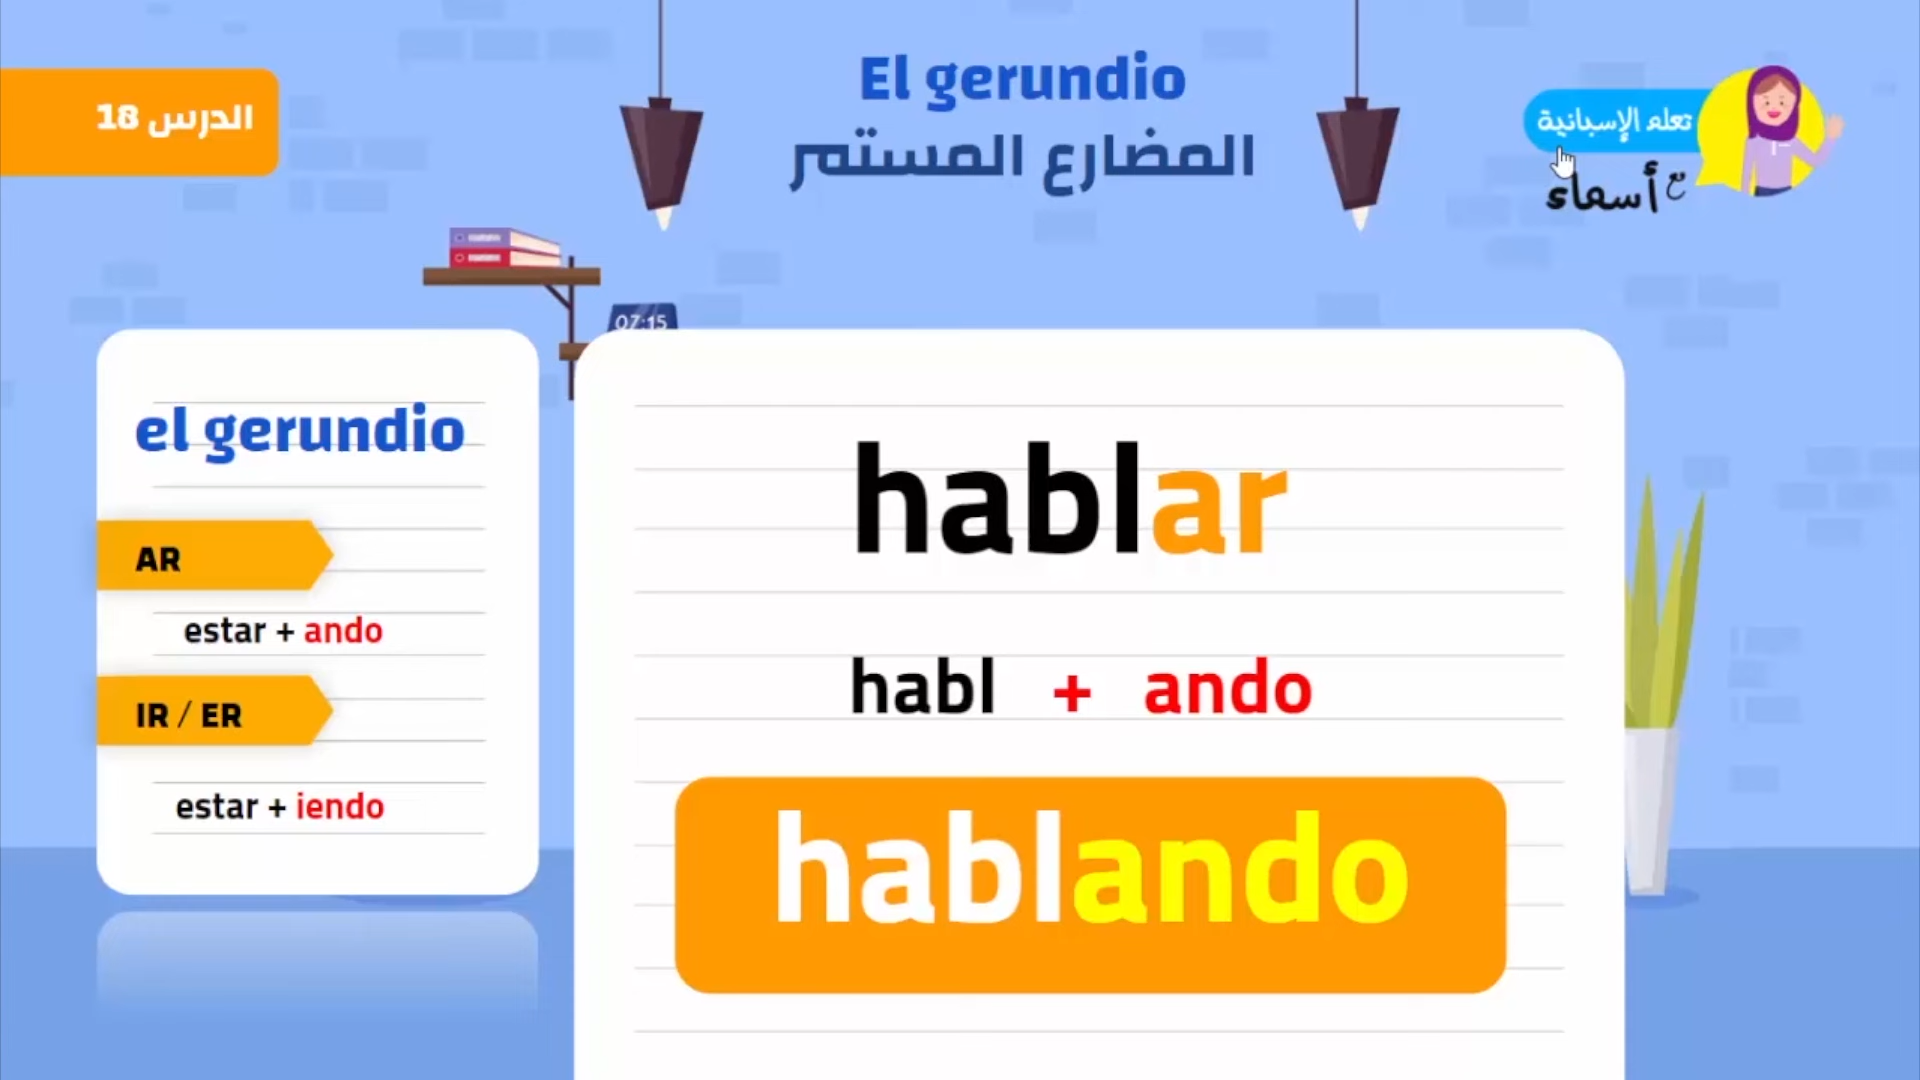 الدرس 18
El gerundio
المضارع المستمر
تعلم الإسبانية
مع أسماء
07:15
el gerundio
AR
estar + ando
IR / ER
estar + iendo
hablar
habl + ando
hablando